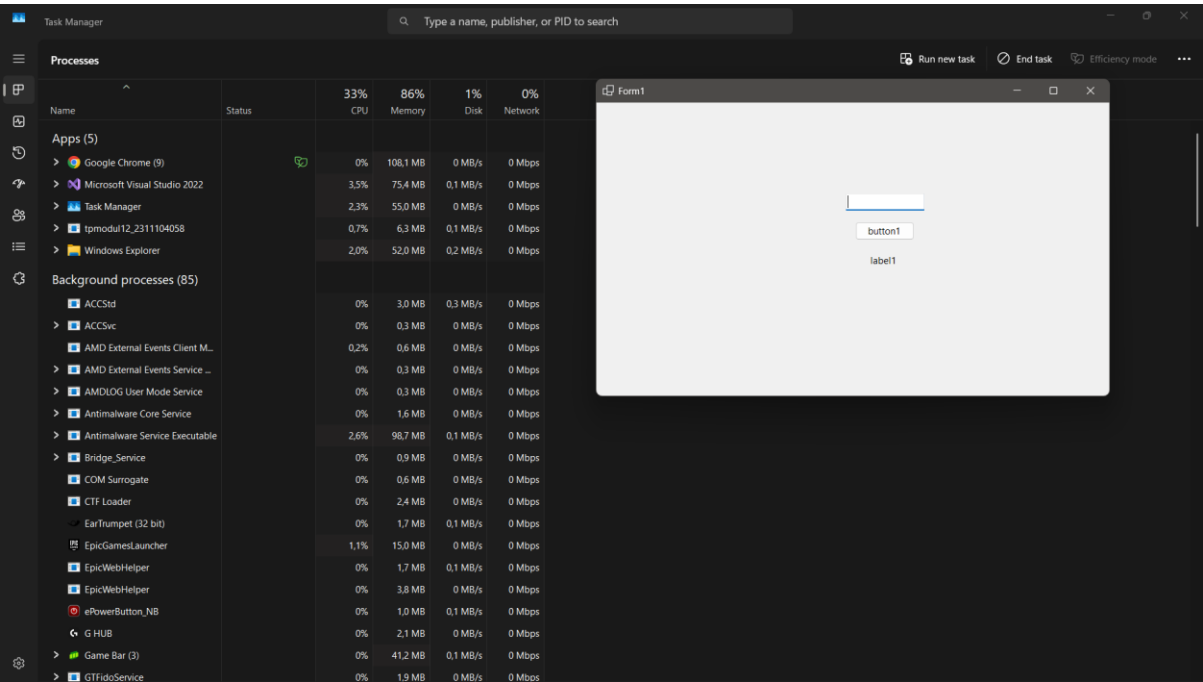 Task Manager
Type a name, publisher, or PID to search
Processes
Run new task End task Efficiency mode
33% 86% 1% 0%
Name Status CPU Memory Disk Network
Apps (5)
Google Chrome (9) 0% 108,1 MB 0 MB/s 0 Mbps
Microsoft Visual Studio 2022 3,5% 75,4 MB 0,1 MB/s 0 Mbps
Task Manager 2,3% 55,0 MB 0 MB/s 0 Mbps
tpmodul12_2311104058 0,7% 6,3 MB 0,1 MB/s 0 Mbps
Windows Explorer 2,0% 52,0 MB 0,2 MB/s 0 Mbps
Background processes (85)
ACCStd 0% 3,0 MB 0,3 MB/s 0 Mbps
ACCSvc 0% 0,3 MB 0 MB/s 0 Mbps
AMD External Events Client M... 0,2% 0,6 MB 0 MB/s 0 Mbps
AMD External Events Service ... 0% 0,3 MB 0 MB/s 0 Mbps
AMDLOG User Mode Service 0% 0,3 MB 0 MB/s 0 Mbps
Antimalware Core Service 0% 1,6 MB 0 MB/s 0 Mbps
Antimalware Service Executable 2,6% 98,7 MB 0,1 MB/s 0 Mbps
Bridge_Service 0% 0,9 MB 0 MB/s 0 Mbps
COM Surrogate 0% 0,6 MB 0 MB/s 0 Mbps
CTF Loader 0% 2,4 MB 0 MB/s 0 Mbps
EarTrumpet (32 bit) 0% 1,7 MB 0,1 MB/s 0 Mbps
EpicGamesLauncher 1,1% 15,0 MB 0 MB/s 0 Mbps
EpicWebHelper 0% 1,7 MB 0,1 MB/s 0 Mbps
EpicWebHelper 0% 3,8 MB 0 MB/s 0 Mbps
ePowerButton_NB 0% 1,0 MB 0,1 MB/s 0 Mbps
G HUB 0% 2,1 MB 0 MB/s 0 Mbps
Game Bar (3) 0% 41,2 MB 0,1 MB/s 0 Mbps
GTFidoService 0% 1,9 MB 0 MB/s 0 Mbps
Form1
button1
label1